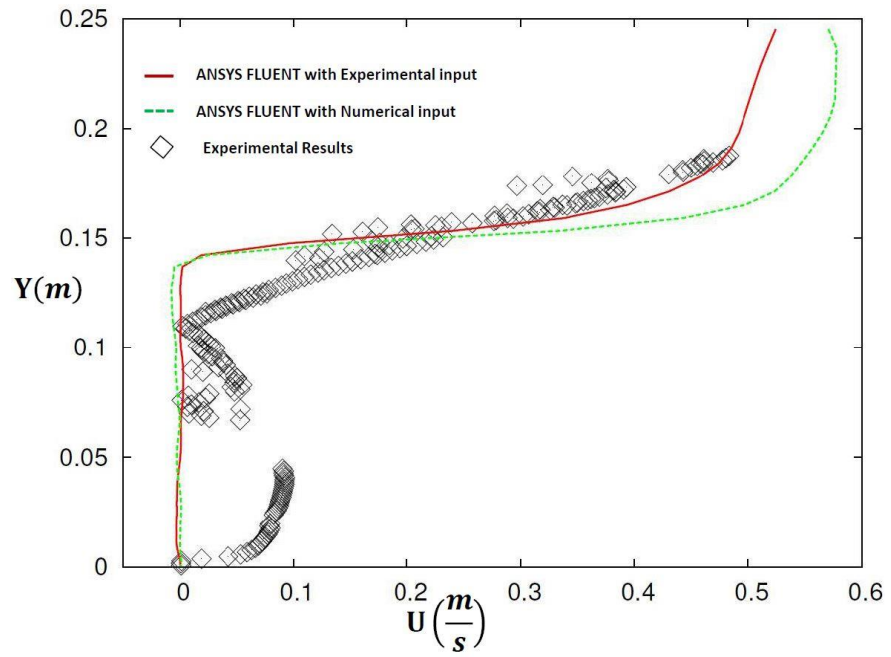 0.25
ANSYS FLUENT with Experimental input
ANSYS FLUENT with Numerical input
Experimental Results
0.2
0.15
Y(m)
0.1
0.05
0
0 0.1 0.2 0.3 0.4 0.5 0.6
U(m/s)